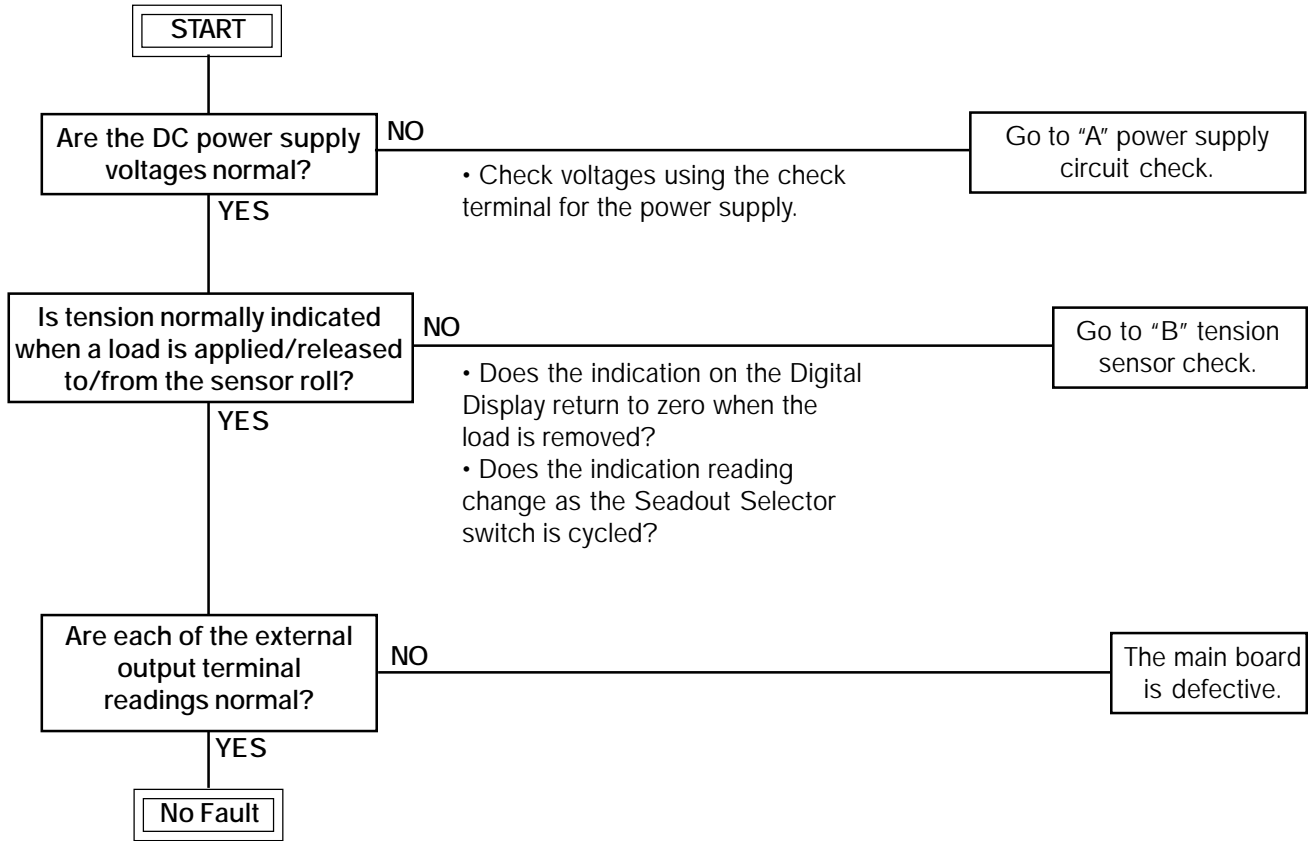 START
Are the DC power supply
voltages normal?
NO
• Check voltages using the check
terminal for the power supply.
Go to “A” power supply
circuit check.
YES
Is tension normally indicated
when a load is applied/released
to/from the sensor roll?
NO
• Does the indication on the Digital
Display return to zero when the
load is removed?
• Does the indication reading
change as the Seadout Selector
switch is cycled?
Go to “B” tension
sensor check.
YES
Are each of the external
output terminal
readings normal?
NO
The main board
is defective.
YES
No Fault